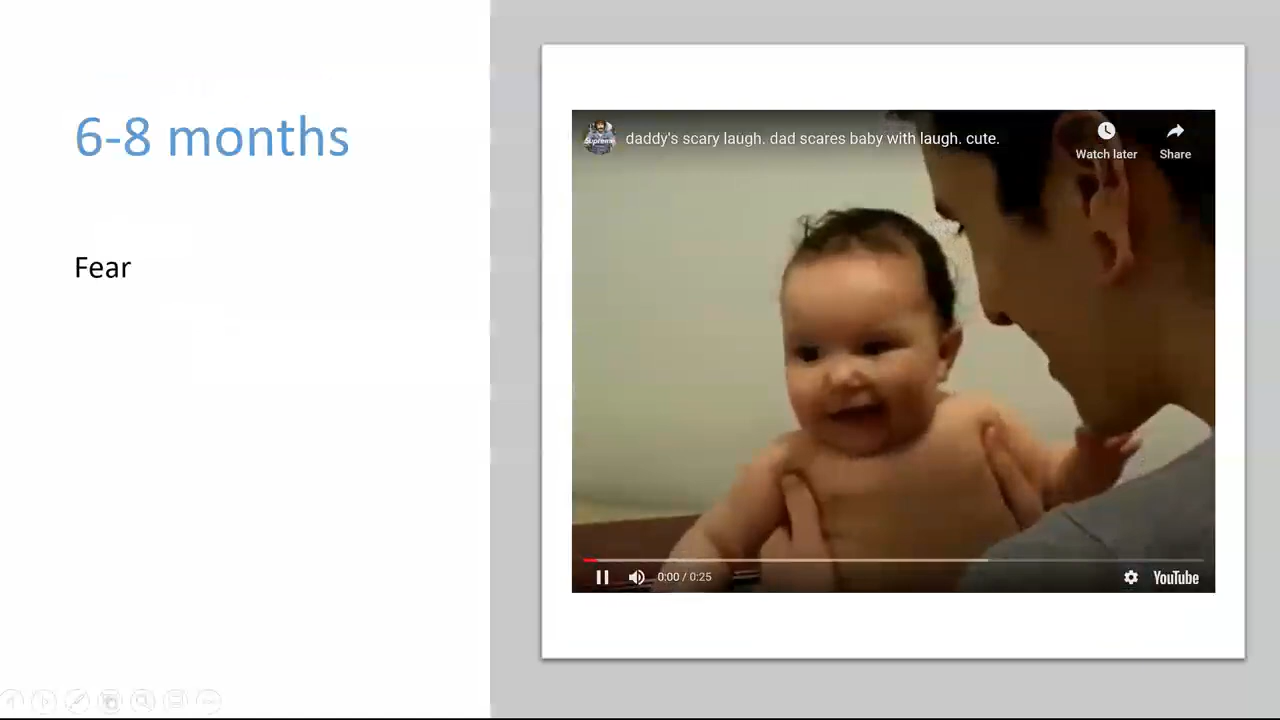 6-8 months
Fear
Supreme
daddy's scary laugh. dad scares baby with laugh. cute.
Watch later
Share
0:00 / 0:25
YouTube